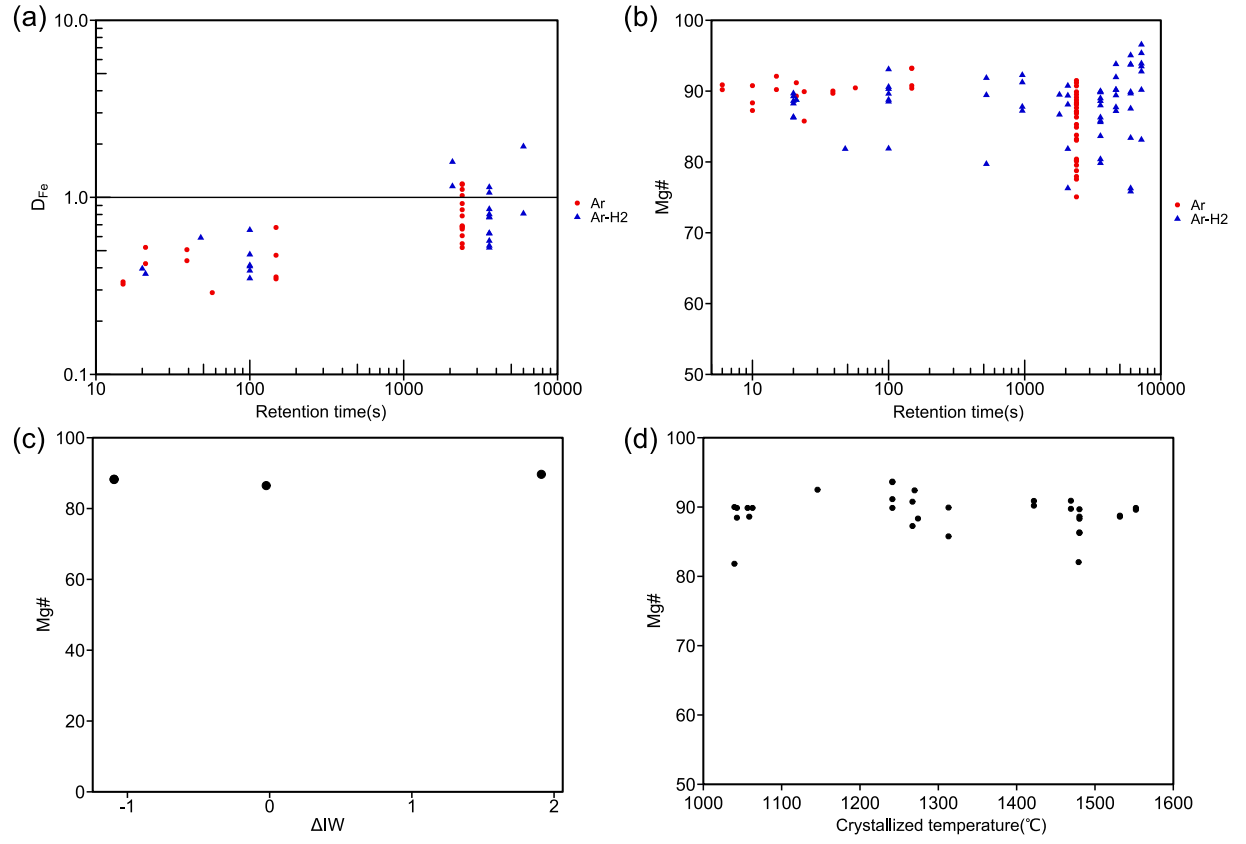 (a)
10.0
1.0
0.1
D_Fe
10
100
1000
10000
Retention time(s)
Ar
Ar-H2
(b)
100
90
80
70
60
50
Mg#
10
100
1000
10000
Retention time(s)
Ar
Ar-H2
(c)
100
80
60
40
20
0
Mg#
-1
0
1
2
ΔIW
(d)
100
90
80
70
60
50
Mg#
1000
1100
1200
1300
1400
1500
1600
Crystallized temperature(℃)